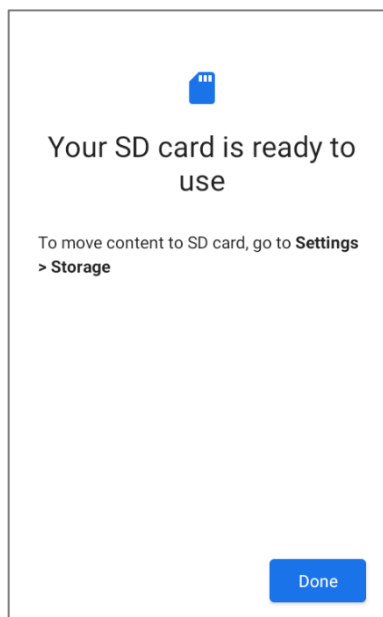 Your SD card is ready to
use
To move content to SD card, go to Settings
> Storage
Done